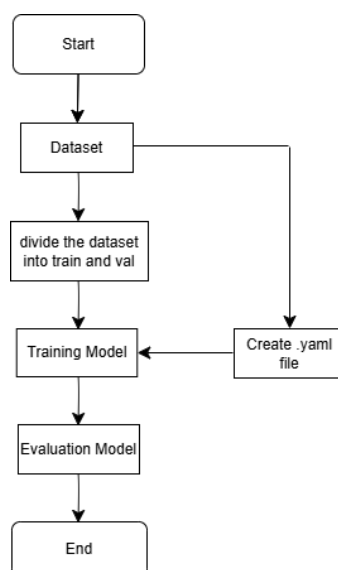 Start
Dataset
divide the dataset
into train and val
Training Model
Create .yaml
file
Evaluation Model
End